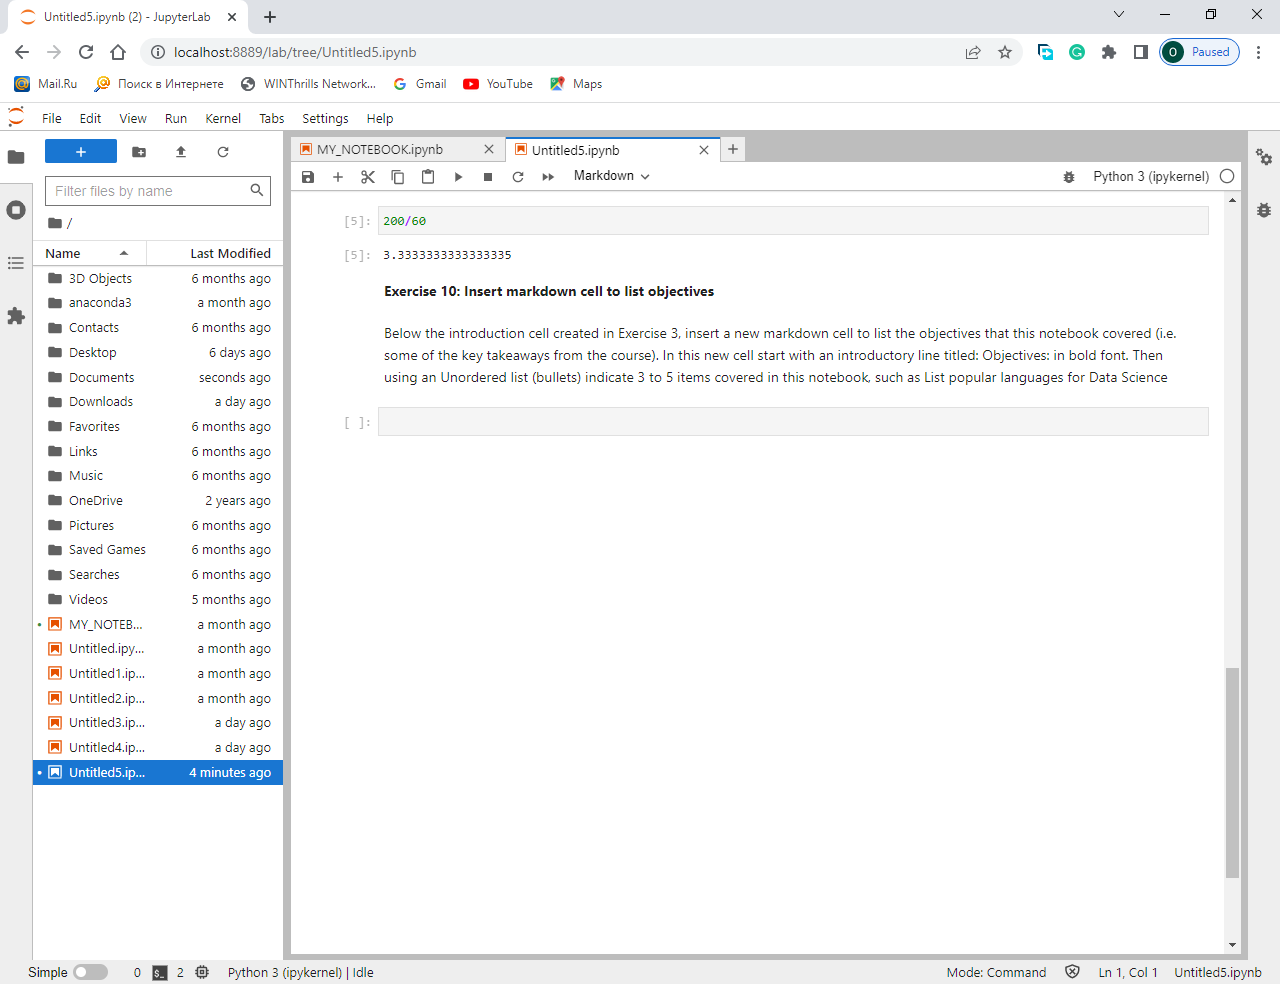 Untitled5.ipynb (2) - JupyterLab
localhost:8889/lab/tree/Untitled5.ipynb
O Paused
Mail.Ru Поиск в Интернете WINThrills Network... Gmail YouTube Maps
File Edit View Run Kernel Tabs Settings Help
MY_NOTEBOOK.ipynb Untitled5.ipynb
Markdown Python 3 (ipykernel)
Filter files by name
/
Name Last Modified
3D Objects 6 months ago
anaconda3 a month ago
Contacts 6 months ago
Desktop 6 days ago
Documents seconds ago
Downloads a day ago
Favorites 6 months ago
Links 6 months ago
Music 6 months ago
OneDrive 2 years ago
Pictures 6 months ago
Saved Games 6 months ago
Searches 6 months ago
Videos 5 months ago
MY_NOTEB... a month ago
Untitled.ipy... a month ago
Untitled1.ip... a month ago
Untitled2.ip... a month ago
Untitled3.ip... a day ago
Untitled4.ip... a day ago
Untitled5.ip... 4 minutes ago
[5]: 200/60
[5]: 3.3333333333333335
Exercise 10: Insert markdown cell to list objectives
Below the introduction cell created in Exercise 3, insert a new markdown cell to list the objectives that this notebook covered (i.e.
some of the key takeaways from the course). In this new cell start with an introductory line titled: Objectives: in bold font. Then
using an Unordered list (bullets) indicate 3 to 5 items covered in this notebook, such as List popular languages for Data Science
[ ]:
Simple 0 $_ 2 Python 3 (ipykernel) | Idle Mode: Command Ln 1, Col 1 Untitled5.ipynb